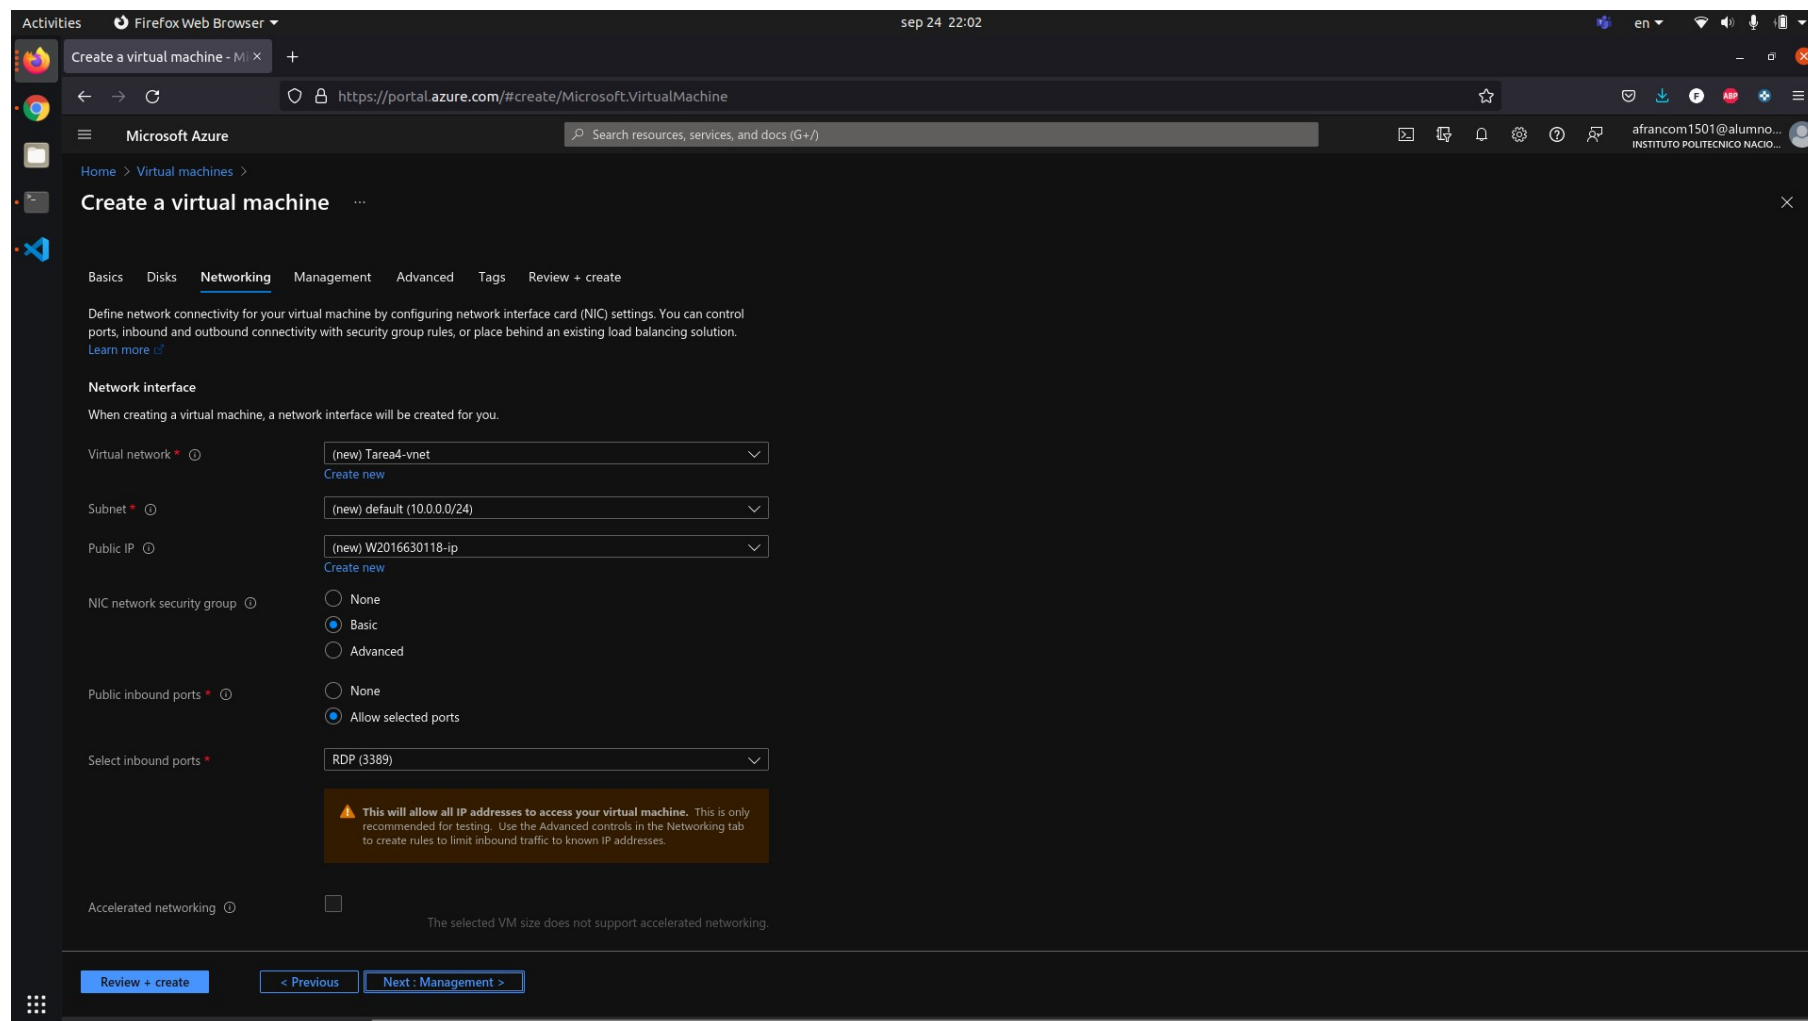 Activities Firefox Web Browser sep 24 22:02 en
Create a virtual machine - Mi
https://portal.azure.com/#create/Microsoft.VirtualMachine ABP
Microsoft Azure Search resources, services, and docs (G+/) afrancom1501@alumno...
INSTITUTO POLITECNICO NACIO...
Home > Virtual machines >
Create a virtual machine ...
Basics Disks Networking Management Advanced Tags Review + create
Define network connectivity for your virtual machine by configuring network interface card (NIC) settings. You can control
ports, inbound and outbound connectivity with security group rules, or place behind an existing load balancing solution.
Learn more
Network interface
When creating a virtual machine, a network interface will be created for you.
Virtual network * (new) Tarea4-vnet
Create new
Subnet * (new) default (10.0.0.0/24)
Public IP (new) W2016630118-ip
Create new
NIC network security group None
Basic
Advanced
Public inbound ports * None
Allow selected ports
Select inbound ports * RDP (3389)
This will allow all IP addresses to access your virtual machine. This is only
recommended for testing. Use the Advanced controls in the Networking tab
to create rules to limit inbound traffic to known IP addresses.
Accelerated networking
The selected VM size does not support accelerated networking.
Review + create < Previous Next : Management >